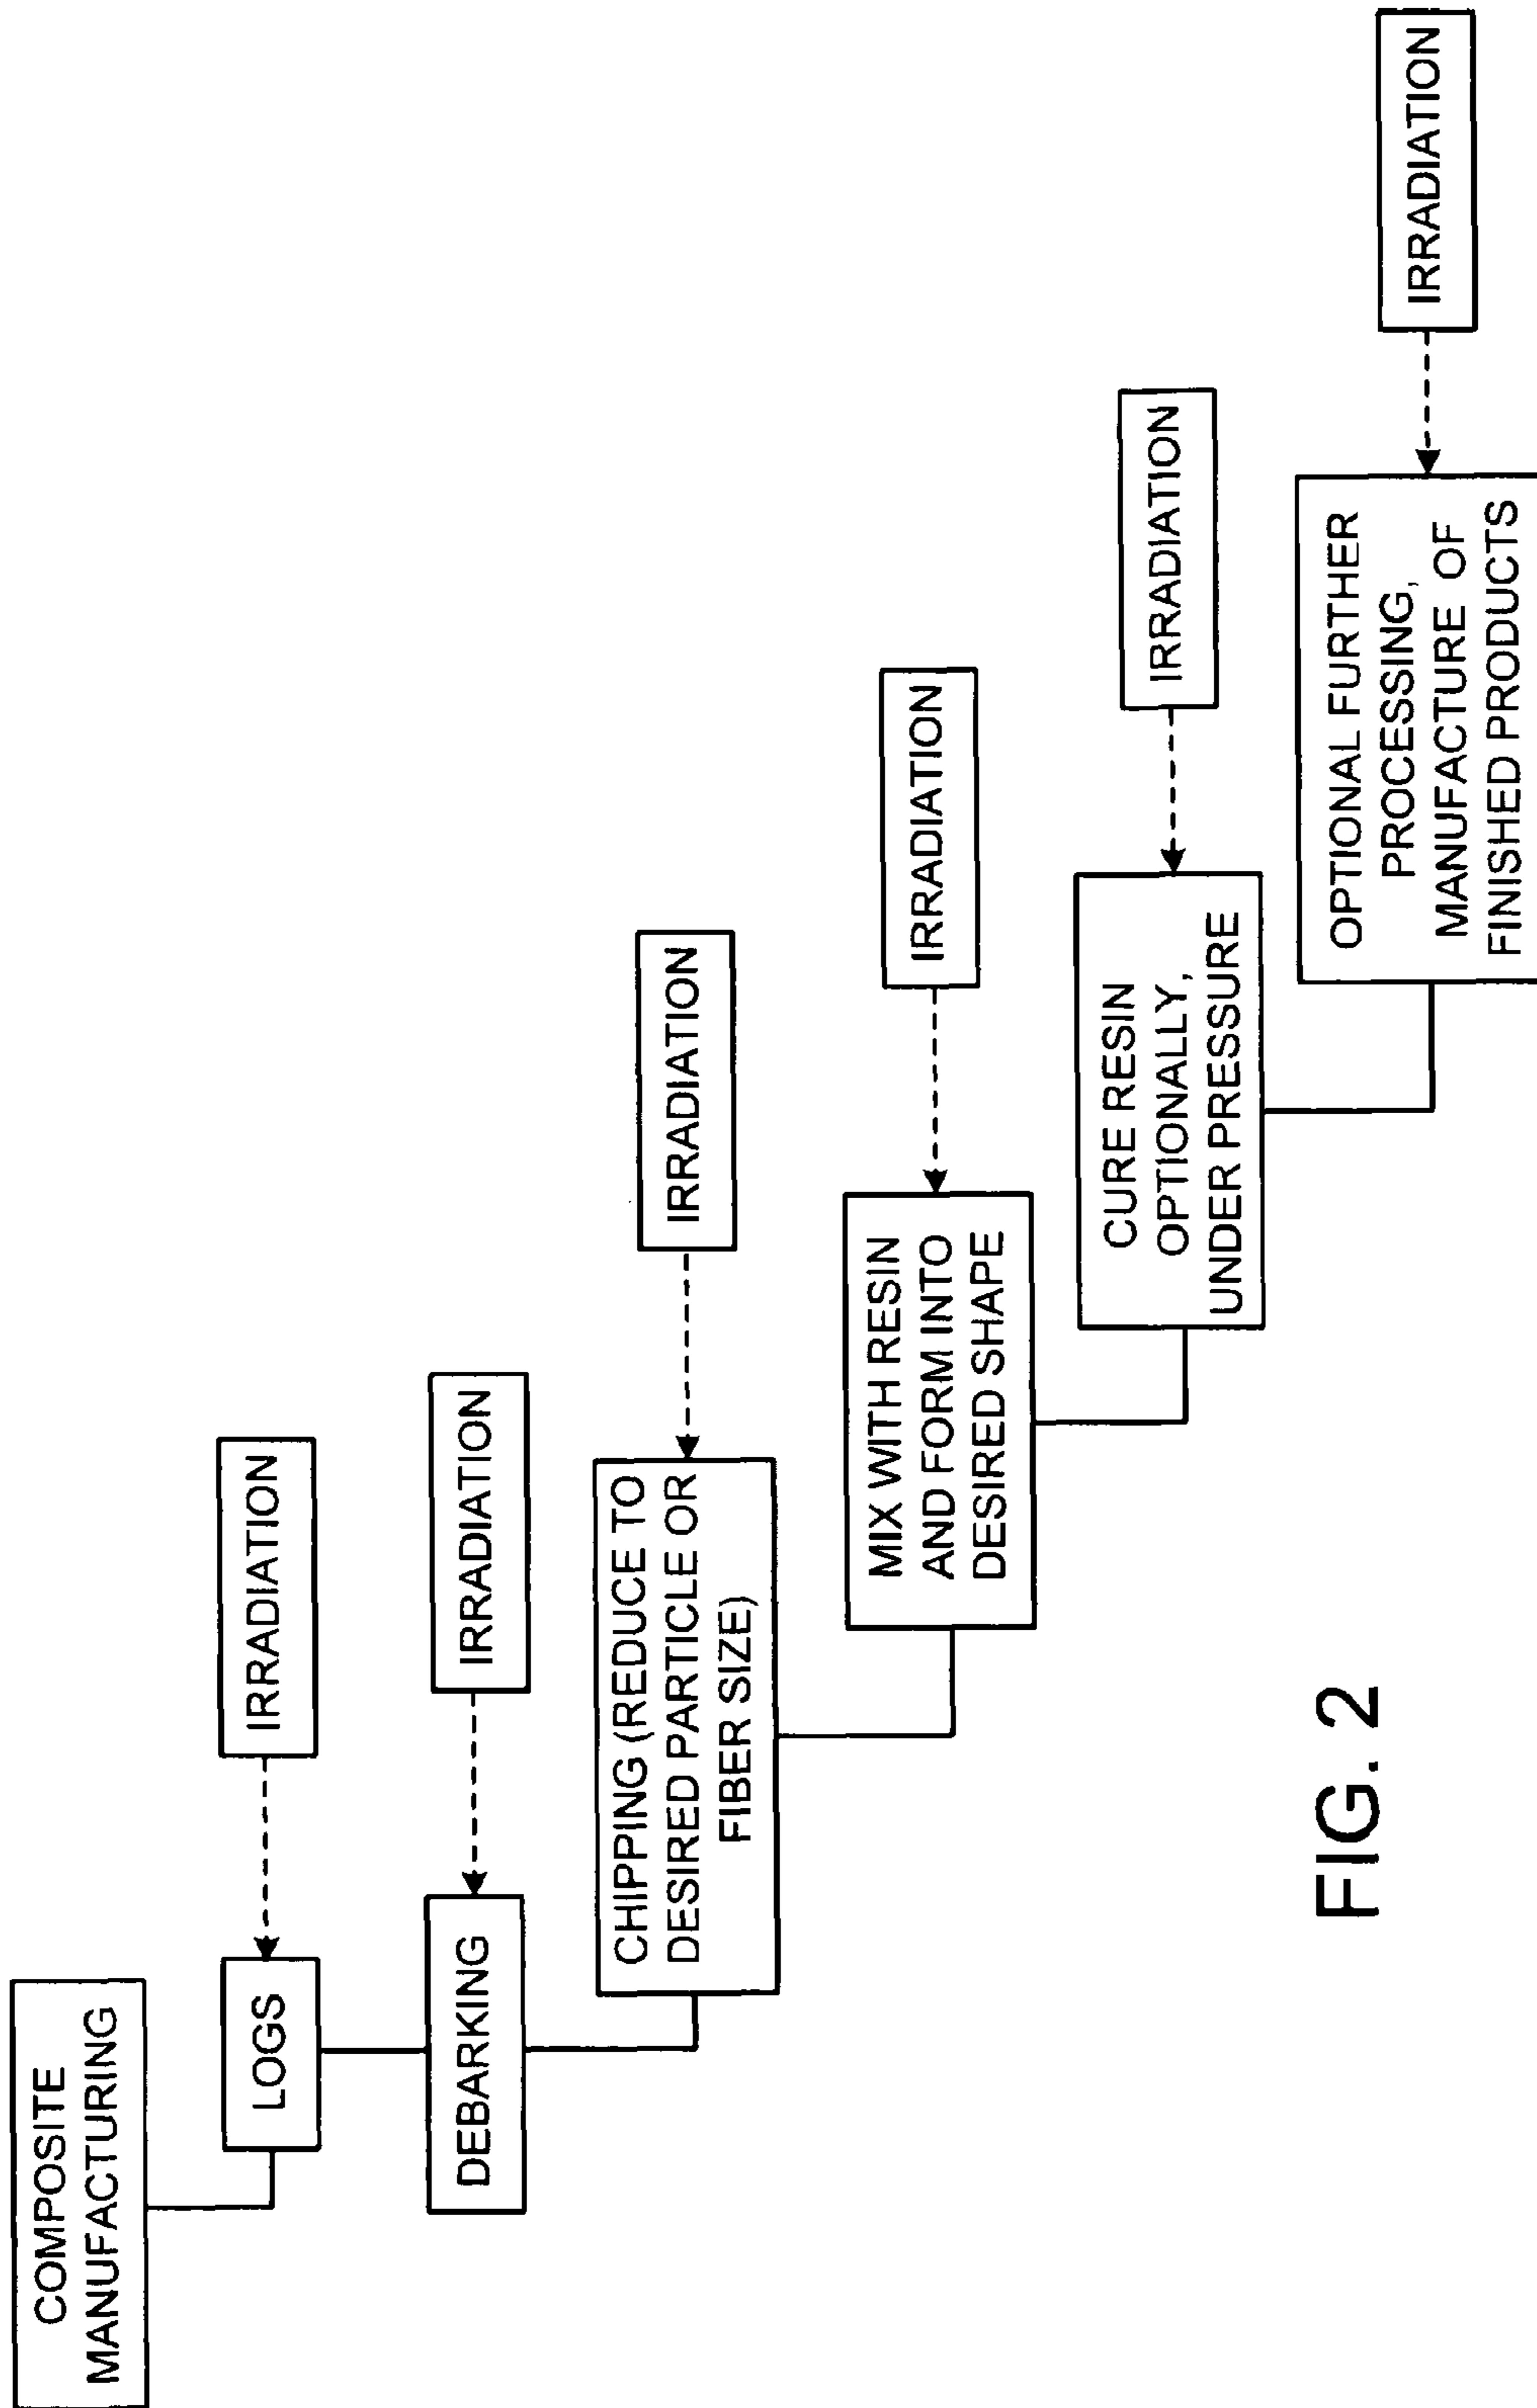 COMPOSITE
MANUFACTURING
LOGS
IRRADIATION
DEBARKING
IRRADIATION
CHIPPING (REDUCE TO
DESIRED PARTICLE OR
FIBER SIZE)
IRRADIATION
MIX WITH RESIN
AND FORM INTO
DESIRED SHAPE
IRRADIATION
CURE RESIN
OPTIONALLY,
UNDER PRESSURE
IRRADIATION
OPTIONAL FURTHER
PROCESSING,
MANUFACTURE OF
FINISHED PRODUCTS
IRRADIATION
FIG. 2